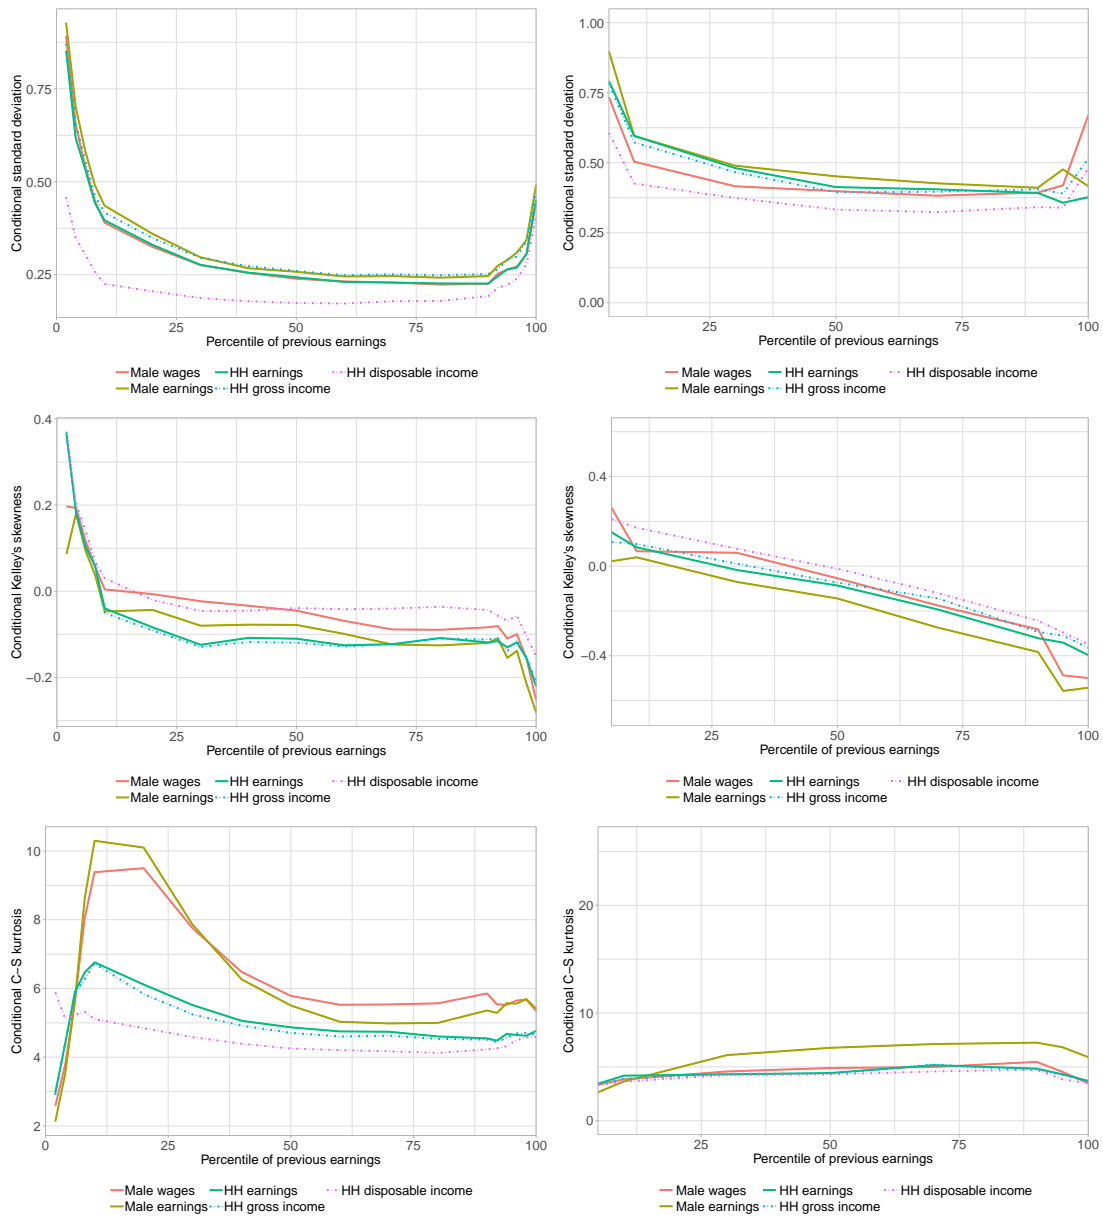 Conditional standard deviation
0.75
0.50
0.25
0 25 50 75 100
Percentile of previous earnings
Male wages HH earnings HH disposable income
Male earnings HH gross income
Conditional standard deviation
1.00
0.75
0.50
0.25
0.00
25 50 75 100
Percentile of previous earnings
Male wages HH earnings HH disposable income
Male earnings HH gross income
Conditional Kelley's skewness
0.4
0.2
0.0
−0.2
0 25 50 75 100
Percentile of previous earnings
Male wages HH earnings HH disposable income
Male earnings HH gross income
Conditional Kelley's skewness
0.4
0.0
−0.4
25 50 75 100
Percentile of previous earnings
Male wages HH earnings HH disposable income
Male earnings HH gross income
Conditional C−S kurtosis
10
8
6
4
2
0 25 50 75 100
Percentile of previous earnings
Male wages HH earnings HH disposable income
Male earnings HH gross income
Conditional C−S kurtosis
20
10
0
25 50 75 100
Percentile of previous earnings
Male wages HH earnings HH disposable income
Male earnings HH gross income